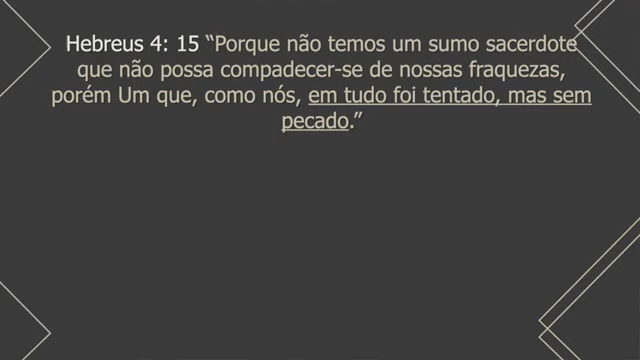 Hebreus 4: 15 “Porque não temos um sumo sacerdote
que não possa compadecer-se de nossas fraquezas,
porém Um que, como nós, em tudo foi tentado, mas sem
pecado.”